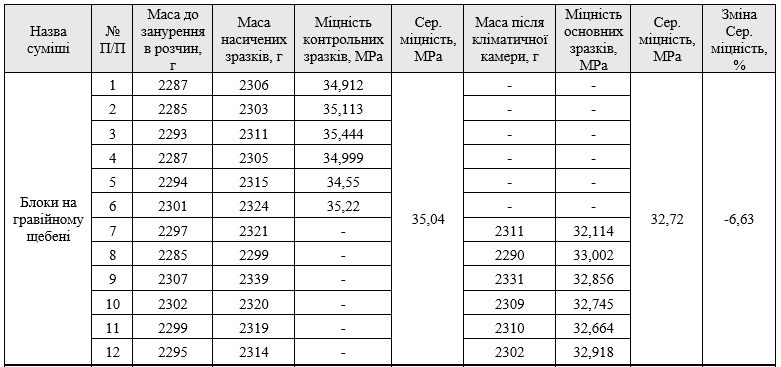 Назва суміші | № П/П | Маса до занурення в розчин, г | Маса насичених зразків, г | Міцність контрольних зразків, МРа | Сер. міцність, МРа | Маса після кліматичної камери, г | Міцність основних зразків, МРа | Сер. міцність, МРа | Зміна Сер. міцність, %
Блоки на гравійному щебені | 1 | 2287 | 2306 | 34,912 | 35,04 | - | - | 32,72 | -6,63
2 | 2285 | 2303 | 35,113 | - | -
3 | 2293 | 2311 | 35,444 | - | -
4 | 2287 | 2305 | 34,999 | - | -
5 | 2294 | 2315 | 34,55 | - | -
6 | 2301 | 2324 | 35,22 | - | -
7 | 2297 | 2321 | - | 2311 | 32,114
8 | 2285 | 2299 | - | 2290 | 33,002
9 | 2307 | 2339 | - | 2331 | 32,856
10 | 2302 | 2320 | - | 2309 | 32,745
11 | 2299 | 2319 | - | 2310 | 32,664
12 | 2295 | 2314 | - | 2302 | 32,918